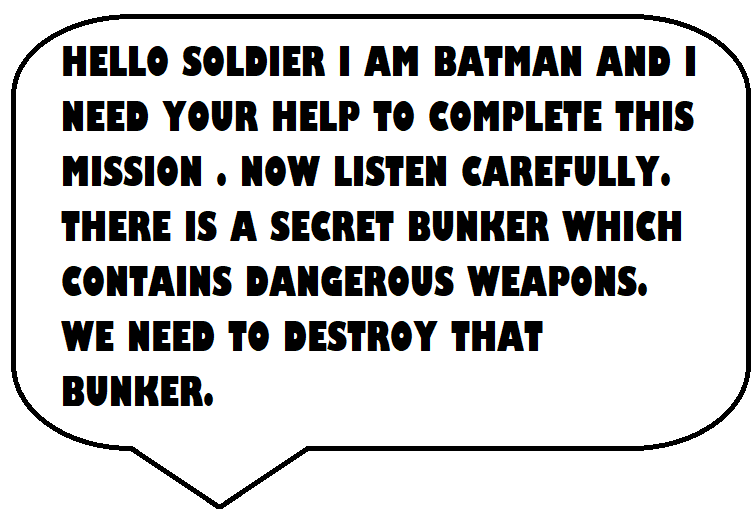 HELLO SOLDIER I AM BATMAN AND I
NEED YOUR HELP TO COMPLETE THIS
MISSION . NOW LISTEN CAREFULLY.
THERE IS A SECRET BUNKER WHICH
CONTAINS DANGEROUS WEAPONS.
WE NEED TO DESTROY THAT
BUNKER.